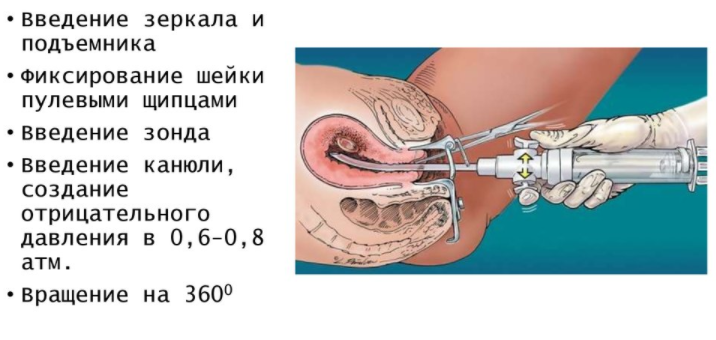 • Введение зеркала и
подъемника
• Фиксирование шейки
пулевыми щипцами
• Введение зонда
• Введение канюли,
создание
отрицательного
давления в 0,6–0,8
атм.
• Вращение на 360⁰